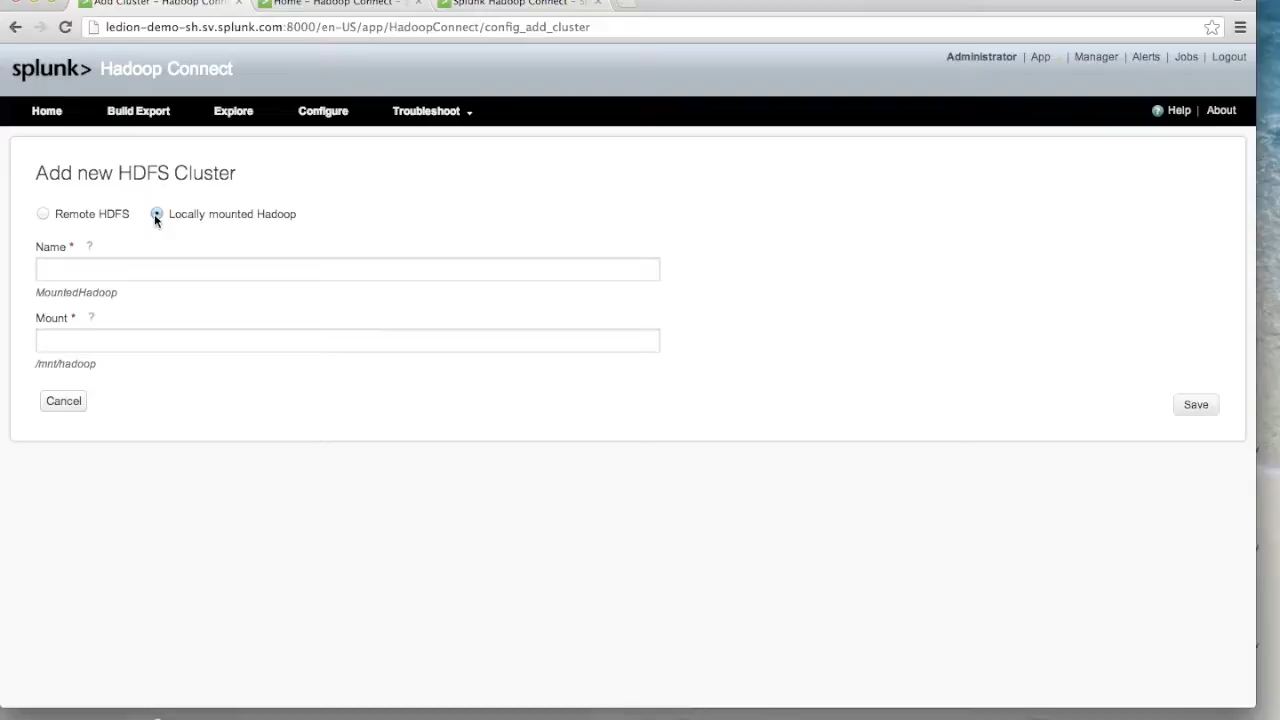 Add Cluster - Hadoop Conn × Home - Hadoop Connect - × Splunk Hadoop Connect - S ×
ledion-demo-sh.sv.splunk.com:8000/en-US/app/HadoopConnect/config_add_cluster
splunk> Hadoop Connect
Administrator | App | Manager | Alerts | Jobs | Logout
Home Build Export Explore Configure Troubleshoot
? Help | About
Add new HDFS Cluster
Remote HDFS Locally mounted Hadoop
Name * ?
MountedHadoop
Mount * ?
/mnt/hadoop
Cancel
Save